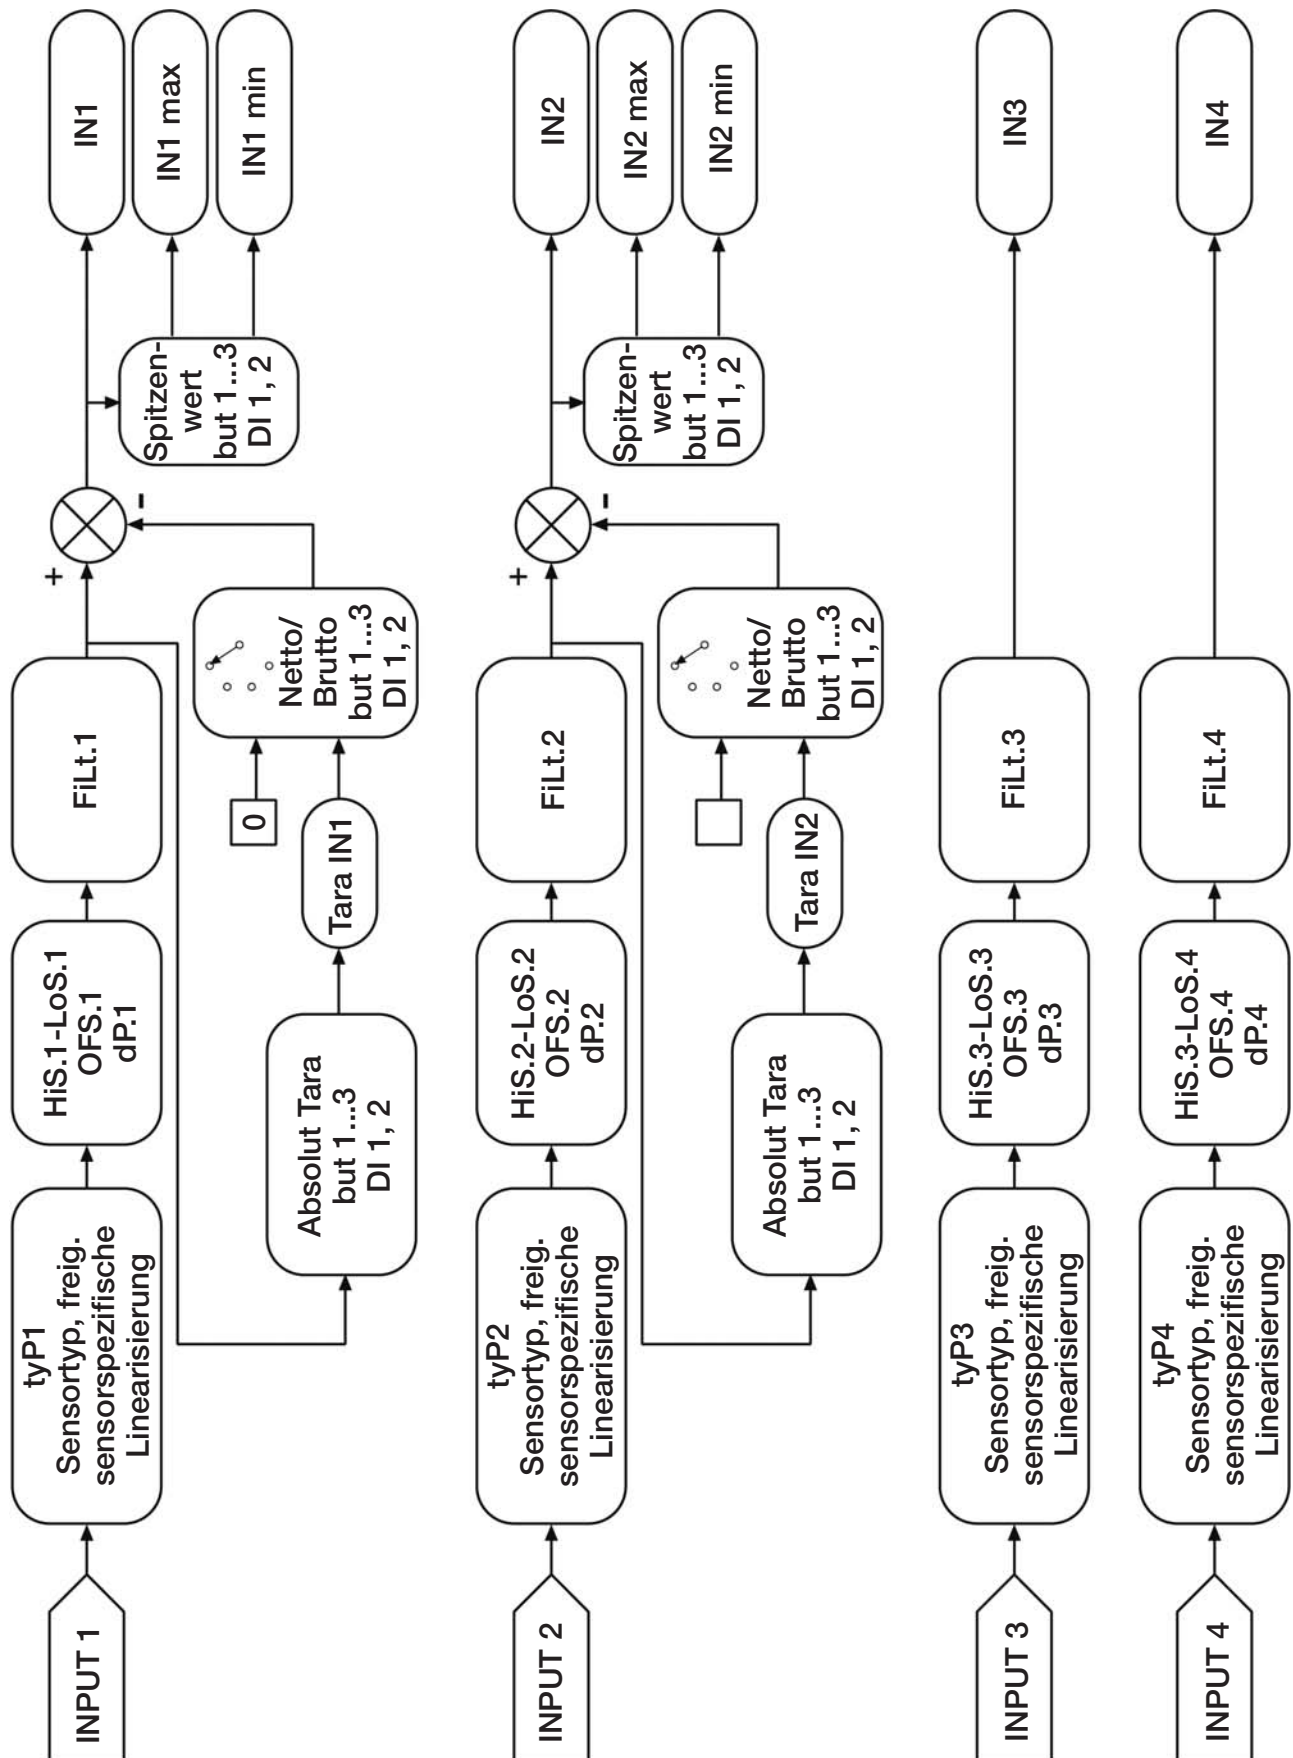 INPUT 1
tyP1
Sensortyp, freig.
sensorspezifische
Linearisierung
HiS.1-LoS.1
OFS.1
dP.1
FiLt.1
+
-
Absolut Tara
but 1...3
DI 1, 2
Tara IN1
0
Netto/
Brutto
but 1...3
DI 1, 2
Spitzen-
wert
but 1...3
DI 1, 2
IN1
IN1 max
IN1 min
INPUT 2
tyP2
Sensortyp, freig.
sensorspezifische
Linearisierung
HiS.2-LoS.2
OFS.2
dP.2
FiLt.2
+
-
Absolut Tara
but 1...3
DI 1, 2
Tara IN2
Netto/
Brutto
but 1...3
DI 1, 2
Spitzen-
wert
but 1...3
DI 1, 2
IN2
IN2 max
IN2 min
INPUT 3
tyP3
Sensortyp, freig.
sensorspezifische
Linearisierung
HiS.3-LoS.3
OFS.3
dP.3
FiLt.3
IN3
INPUT 4
tyP4
Sensortyp, freig.
sensorspezifische
Linearisierung
HiS.3-LoS.4
OFS.4
dP.4
FiLt.4
IN4